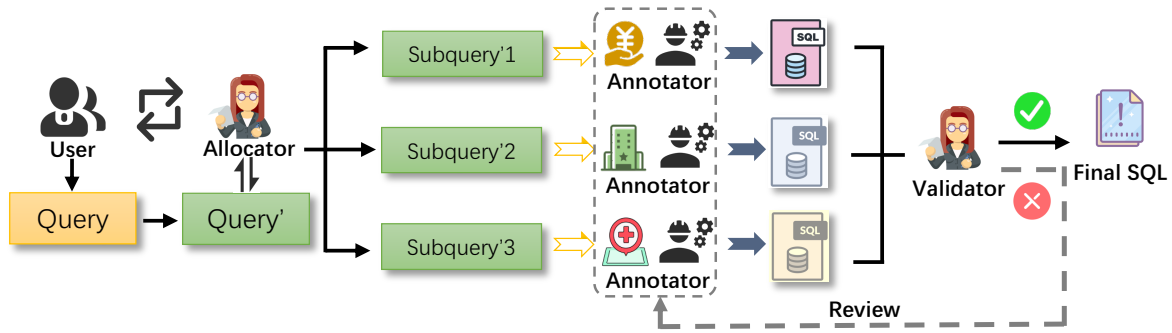 User
Query
Allocator
Query'
Subquery'1
Subquery'2
Subquery'3
¥
Annotator
Annotator
Annotator
SQL
SQL
SQL
Validator
!
Final SQL
Review